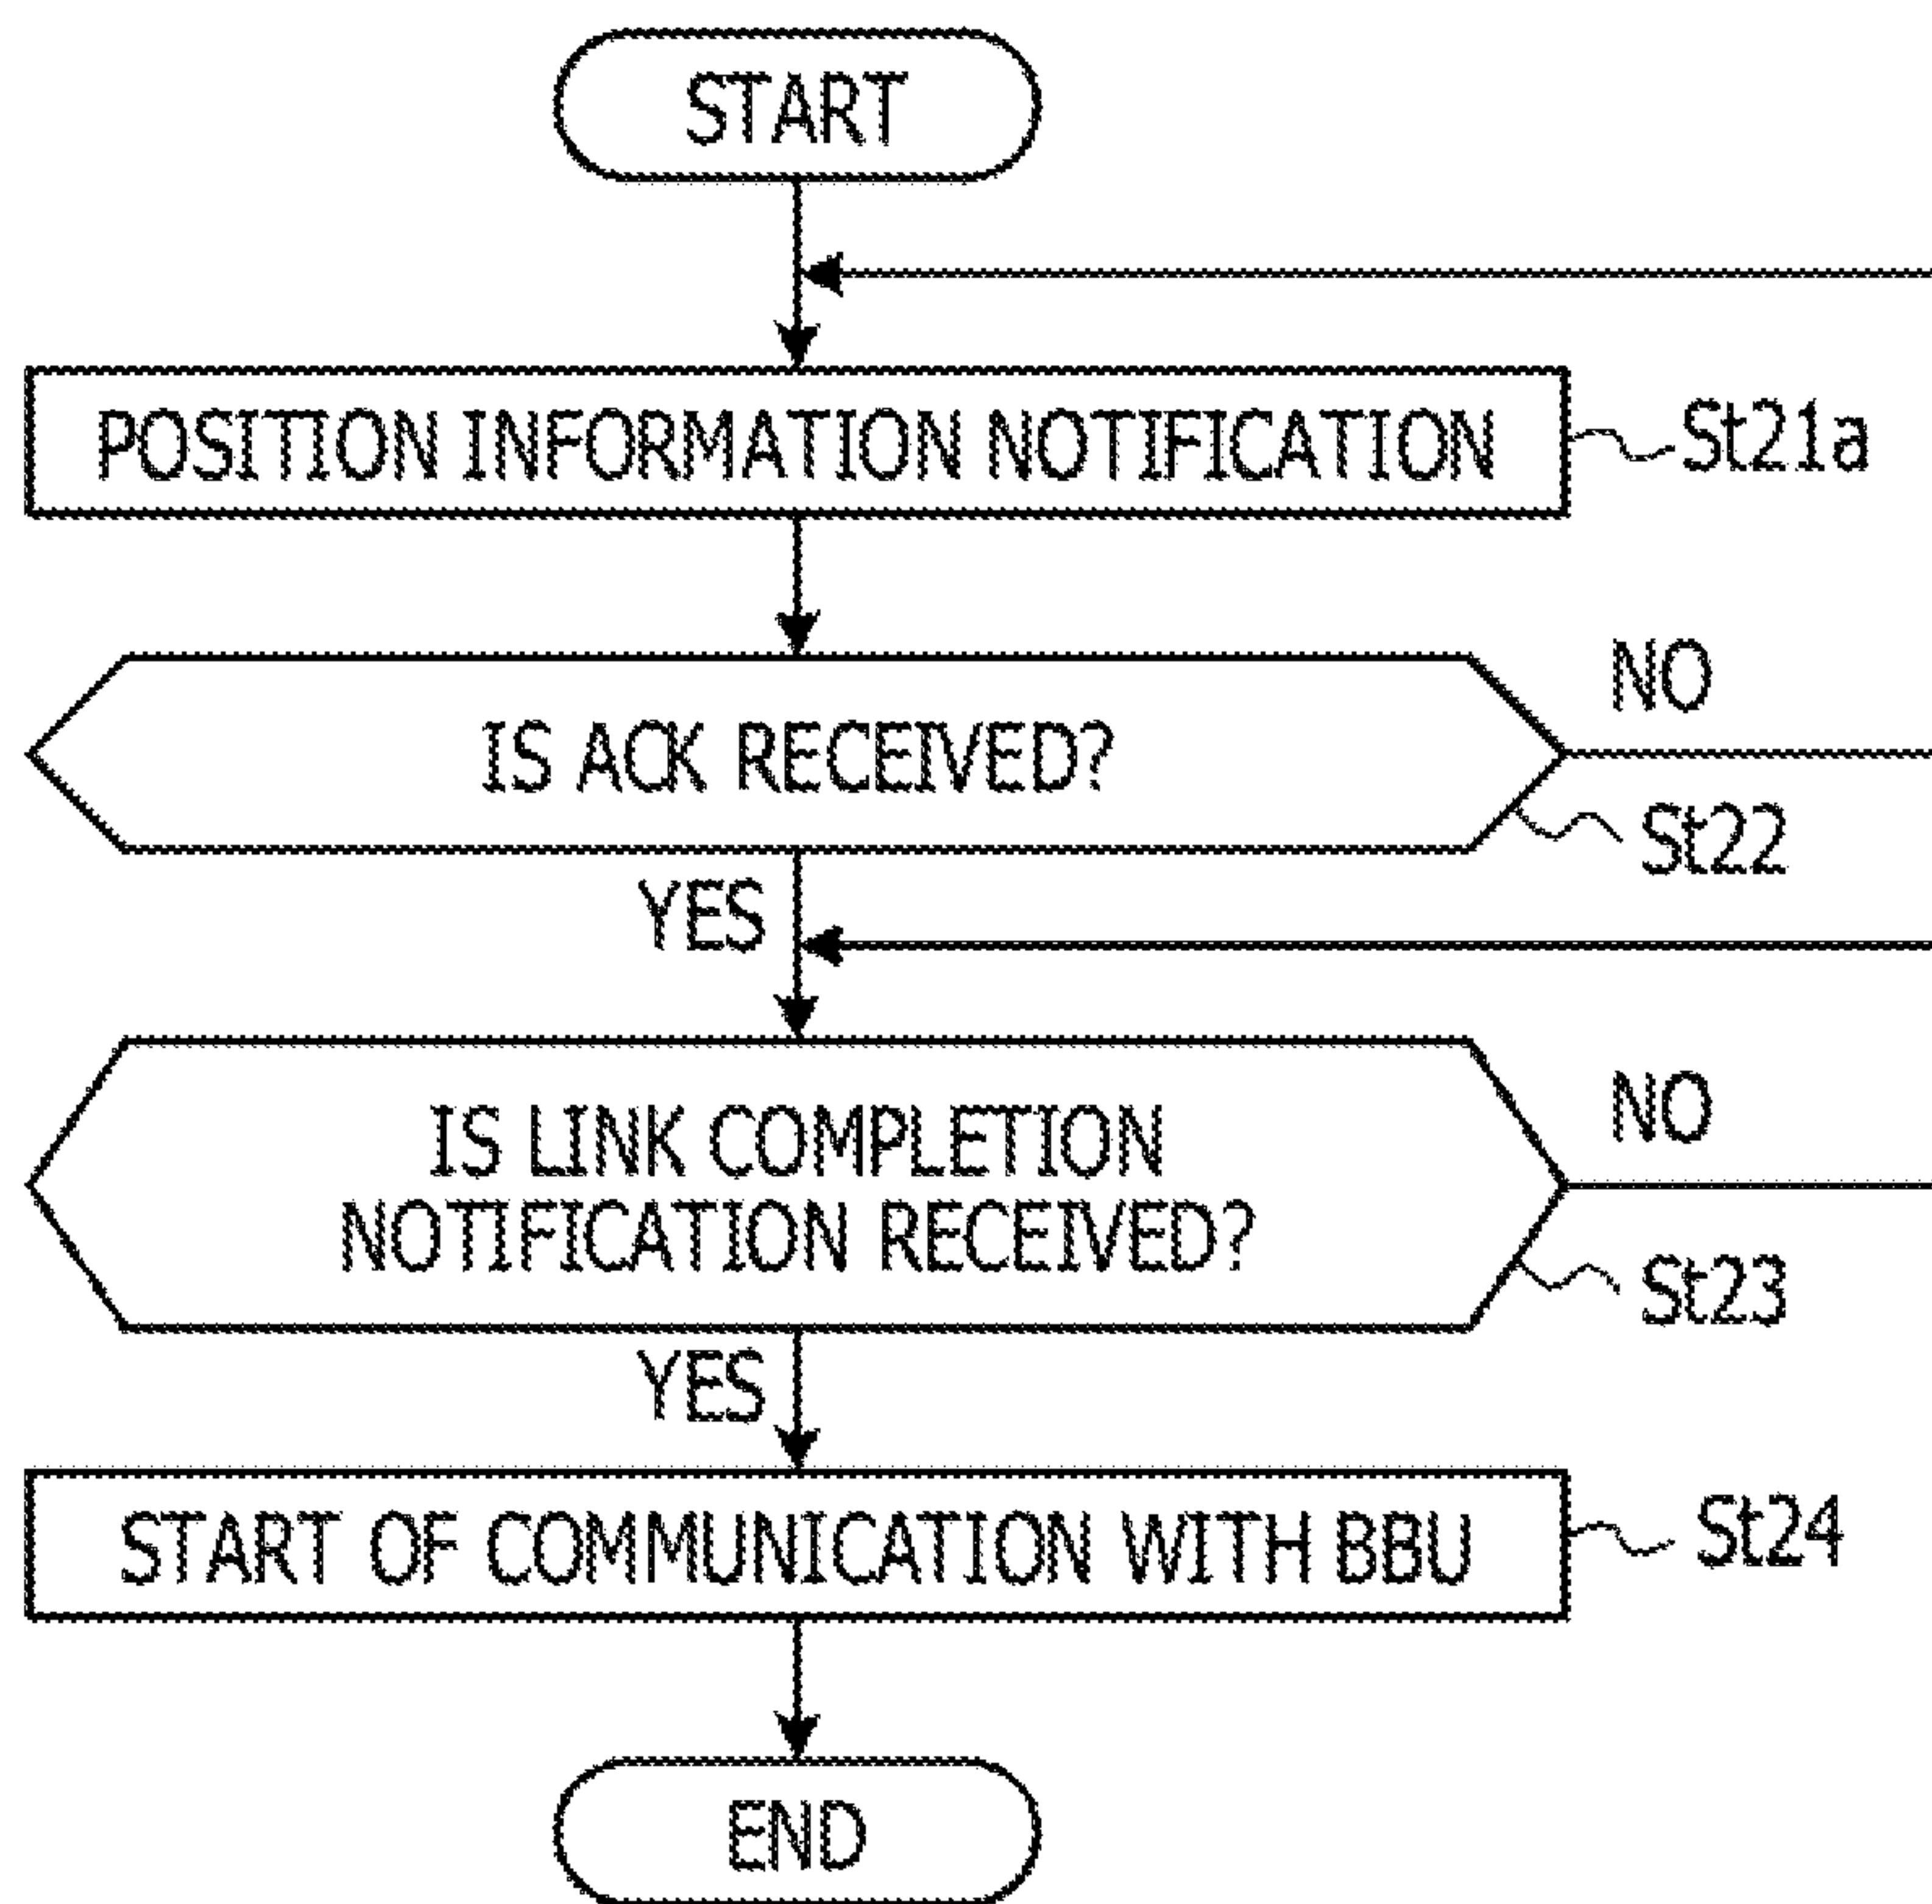 START
POSITION INFORMATION NOTIFICATION
St21a
IS ACK RECEIVED?
NO
St22
YES
IS LINK COMPLETION
NOTIFICATION RECEIVED?
NO
St23
YES
START OF COMMUNICATION WITH BBU
St24
END